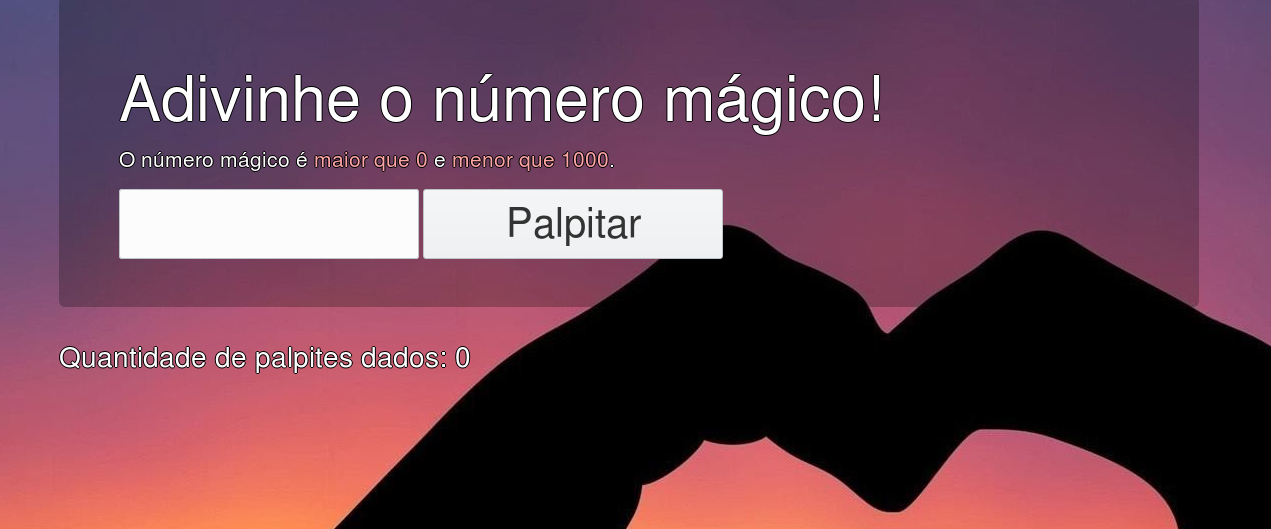 Adivinhe o número mágico!
O número mágico é maior que 0 e menor que 1000.
Palpitar
Quantidade de palpites dados: 0